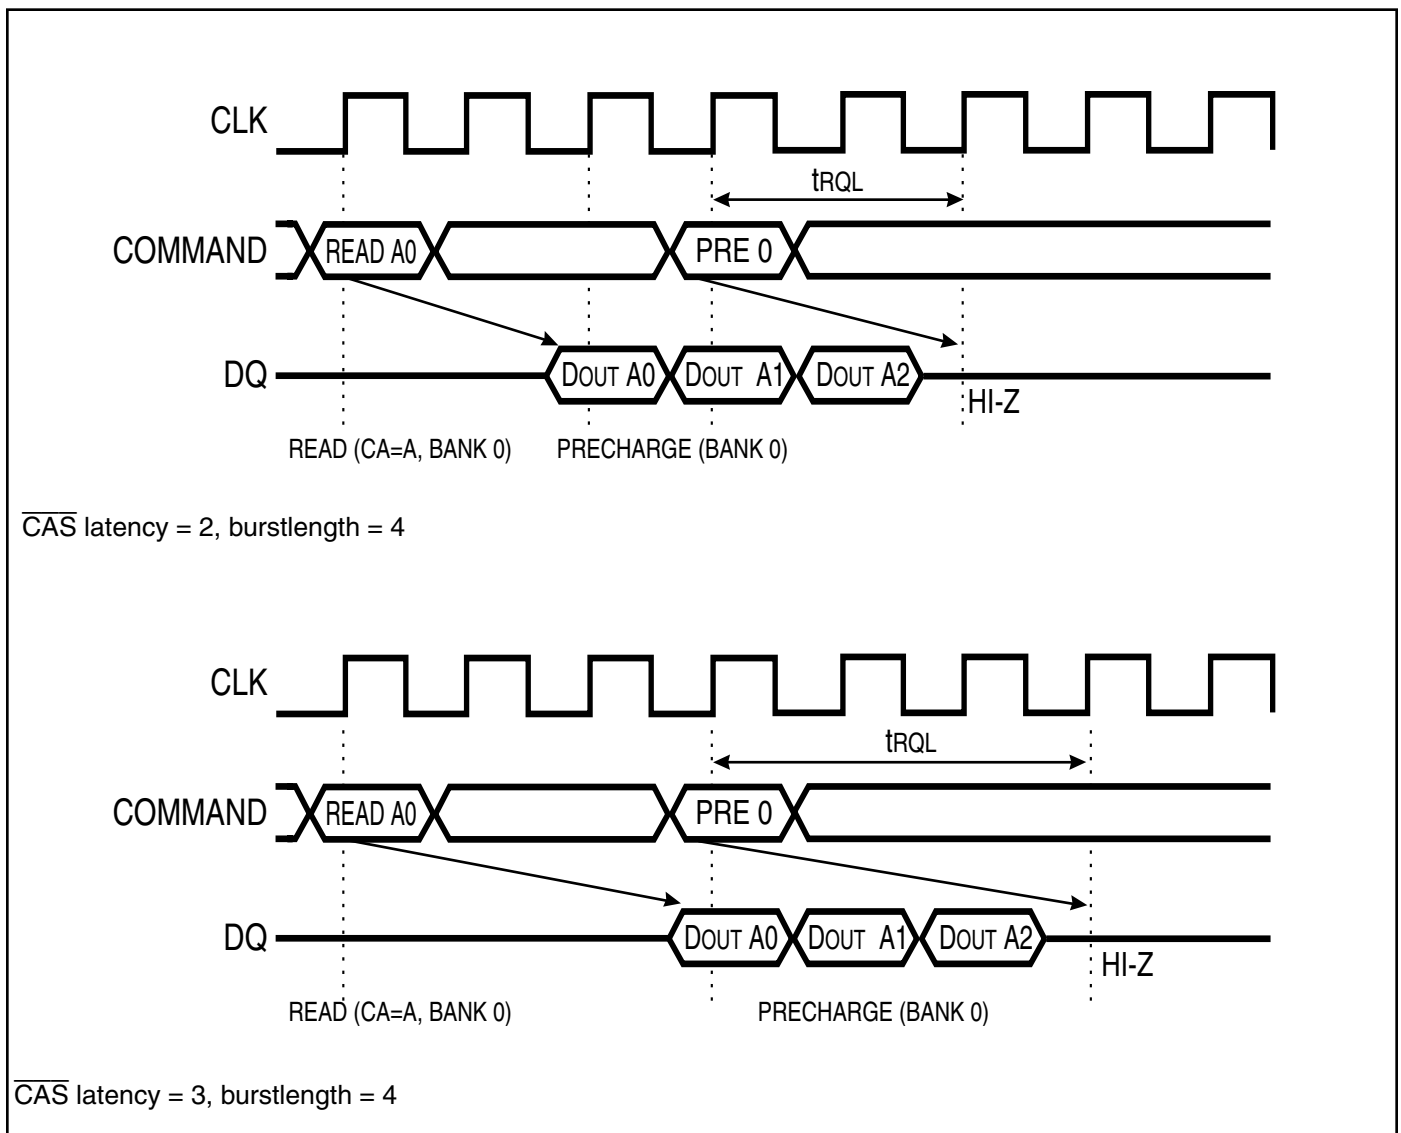 CLK
tRQL
COMMAND READ A0 PRE 0
DQ DOUT A0 DOUT A1 DOUT A2
HI-Z
READ (CA=A, BANK 0) PRECHARGE (BANK 0)
CAS latency = 2, burstlength = 4
CLK
tRQL
COMMAND READ A0 PRE 0
DQ DOUT A0 DOUT A1 DOUT A2
HI-Z
READ (CA=A, BANK 0) PRECHARGE (BANK 0)
CAS latency = 3, burstlength = 4